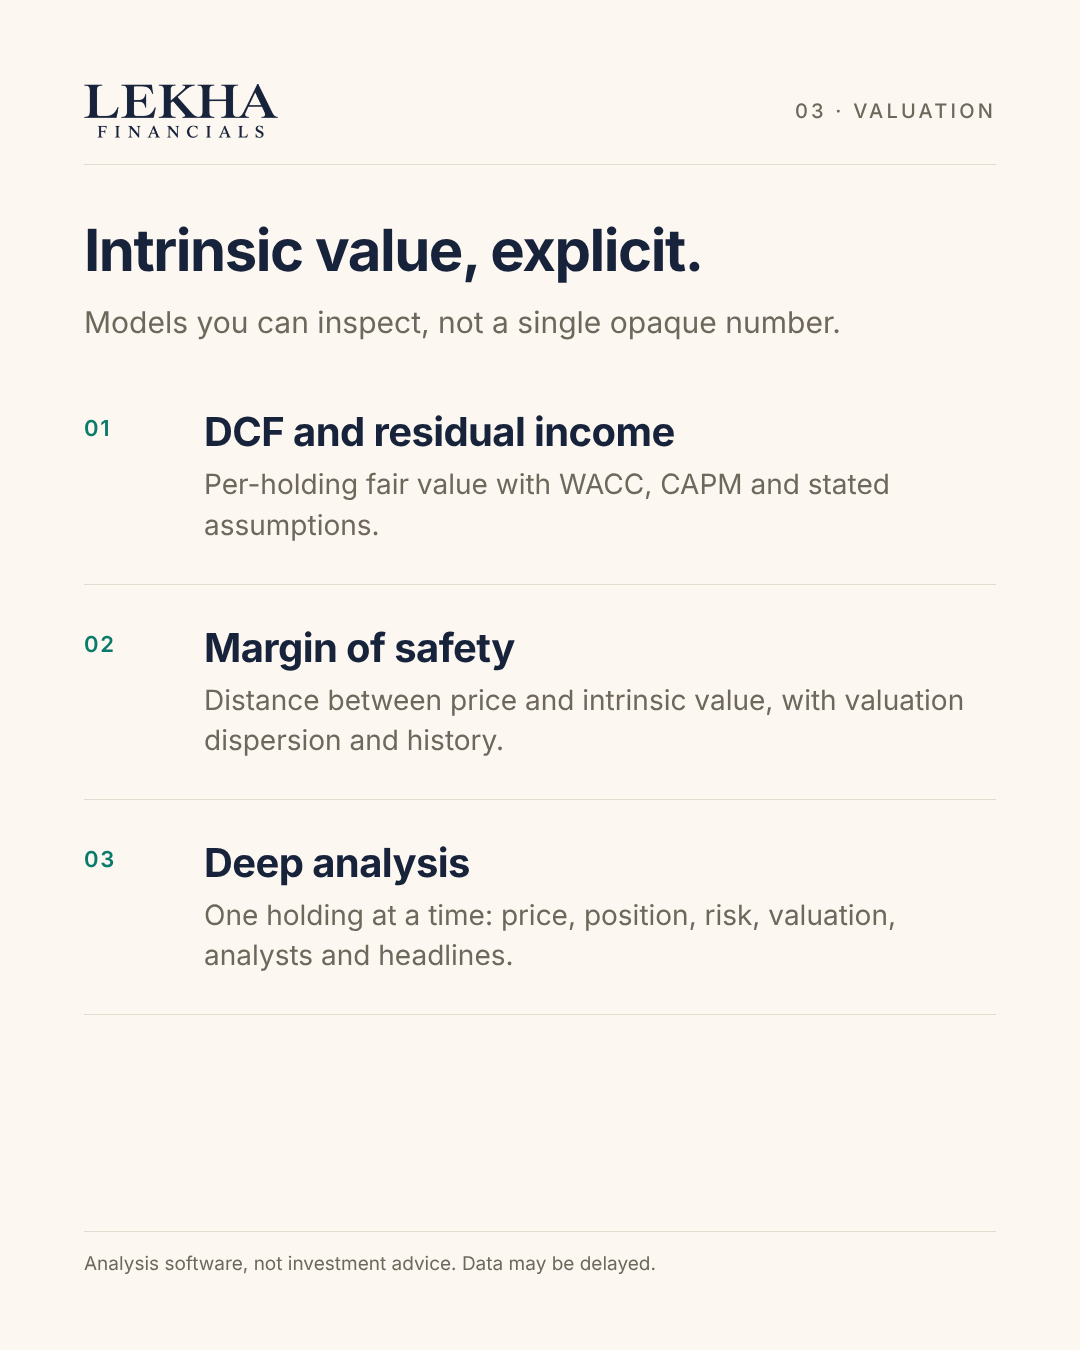 LEKHA
FINANCIALS
03 · VALUATION
Intrinsic value, explicit.
Models you can inspect, not a single opaque number.
01
DCF and residual income
Per-holding fair value with WACC, CAPM and stated
assumptions.
02
Margin of safety
Distance between price and intrinsic value, with valuation
dispersion and history.
03
Deep analysis
One holding at a time: price, position, risk, valuation,
analysts and headlines.
Analysis software, not investment advice. Data may be delayed.